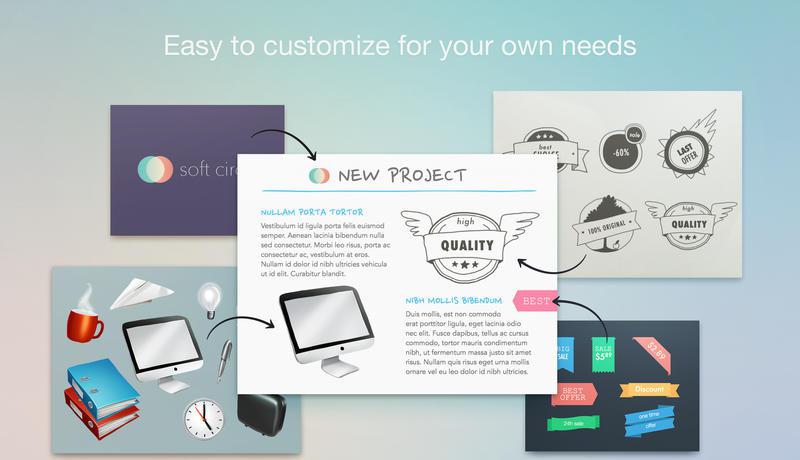 Easy to customize for your own needs
soft circ
NEW PROJECT
NULLAM PORTA TORTOR
Vestibulum id ligula porta felis euismod
semper. Aenean lacinia bibendum nulla
sed consectetur. Morbi leo risus, porta ac
consectetur ac, vestibulum at eros.
Nullam id dolor id nibh ultricies vehicula
ut id elit. Curabitur blandit.
high
QUALITY
NIBH MOLLIS BIBENDUM
BEST
Duis mollis, est non commodo
erat porttitor ligula, eget lacinia odio
nec elit. Fusce dapibus, tellus ac cursus
commodo, tortor mauris condimentum
nibh, ut fermentum massa justo sit amet
risus. Nullam quis risus eget urna mollis
ornare vel eu leo dolor id nibh ultricies.
best
sale
-60%
LAST
OFFER
100% ORIGINAL
high
QUALITY
BIG
SALE
SALE
$5⁸⁹
$2.89
BEST
OFFER
Discount
24h sale
one time
offer